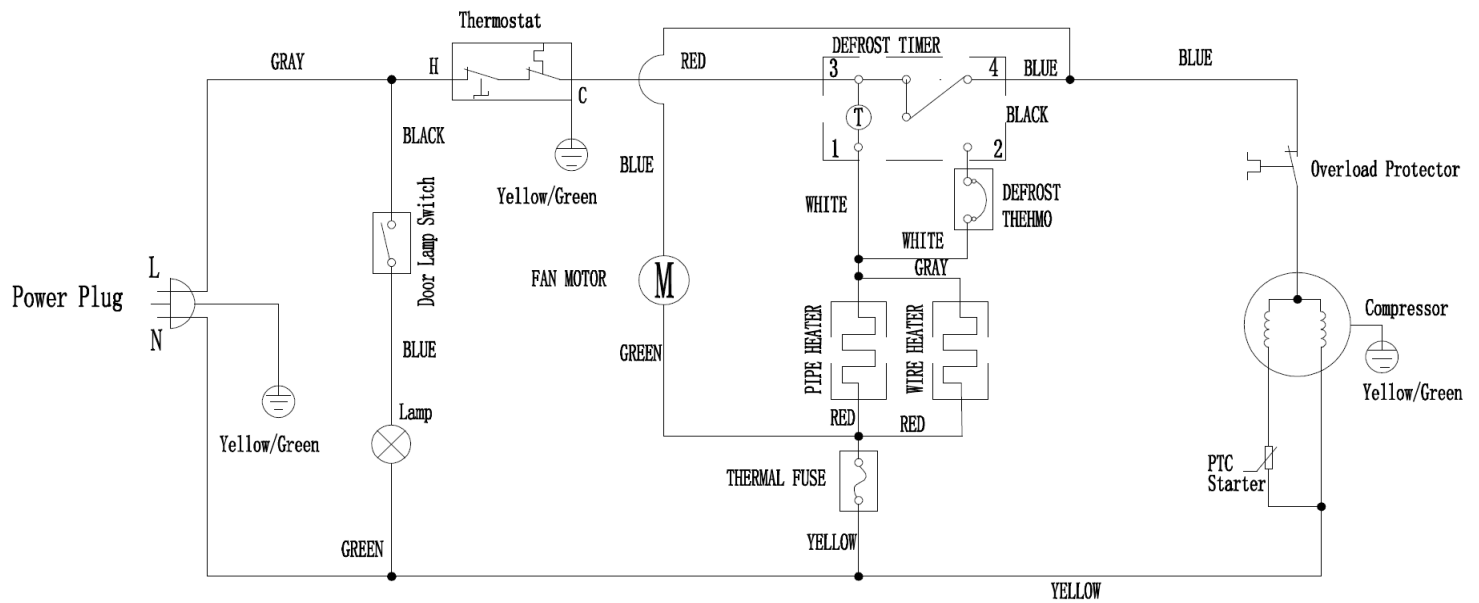 Thermostat
GRAY
H
C
RED
DEFROST TIMER
3
4
BLUE
BLUE
T
BLACK
1
2
BLACK
Yellow/Green
BLUE
WHITE
DEFROST
THEHMO
Overload Protector
Door Lamp Switch
WHITE
GRAY
Power Plug
L
N
FAN MOTOR
M
PIPE HEATER
WIRE HEATER
Compressor
Yellow/Green
BLUE
GREEN
Lamp
RED
RED
Yellow/Green
THERMAL FUSE
PTC
Starter
GREEN
YELLOW
YELLOW